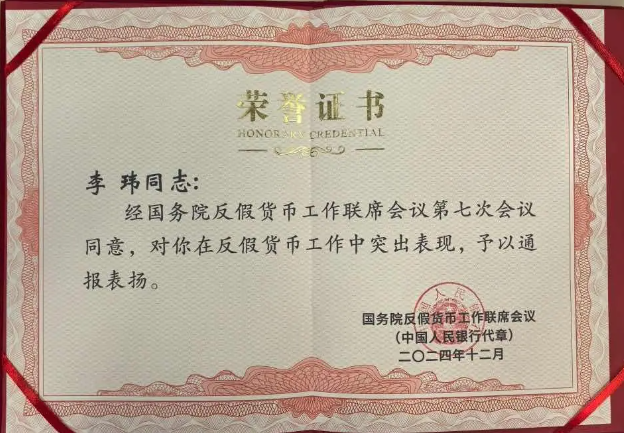 荣誉证书
HONORARY CREDENTIAL
李 玮同志：
经国务院反假货币工作联席会议第七次会议
同意，对你在反假货币工作中突出表现，予以通
报表扬。
国务院反假货币工作联席会议
（中国人民银行代章）
二〇二四年十二月